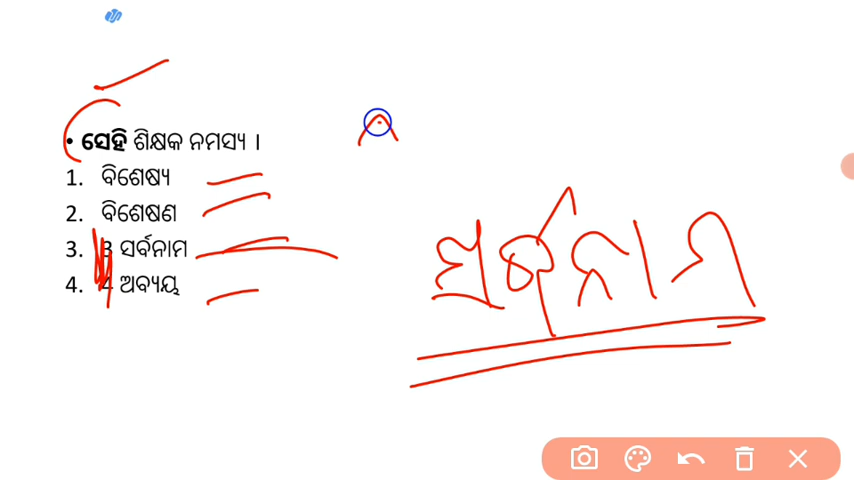 • ସେହି ଶିକ୍ଷକ ନମସ୍ୟ ।
1. ବିଶେଷ୍ୟ
2. ବିଶେଷଣ
3. 3 ସର୍ବନାମ
4. 4 ଅବ୍ୟୟ
ସର୍ବନାମ